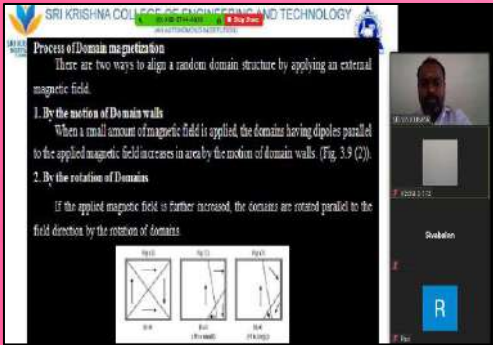 SRI KRISHNA COLLEGE OF ENGINEERING AND TECHNOLOGY
Stop Share
Process of Domain magnetization
There are two ways to align a random domain structure by applying an external
magnetic field.
1. By the motion of Domain walls
When a small amount of magnetic field is applied, the domains having dipoles parallel
to the applied magnetic field increases in area by the motion of domain walls. (Fig. 3.9 (2)).
2. By the rotation of Domains
If the applied magnetic field is further increased, the domains are rotated parallel to the
field direction by the rotation of domains.
Sivabalan
R